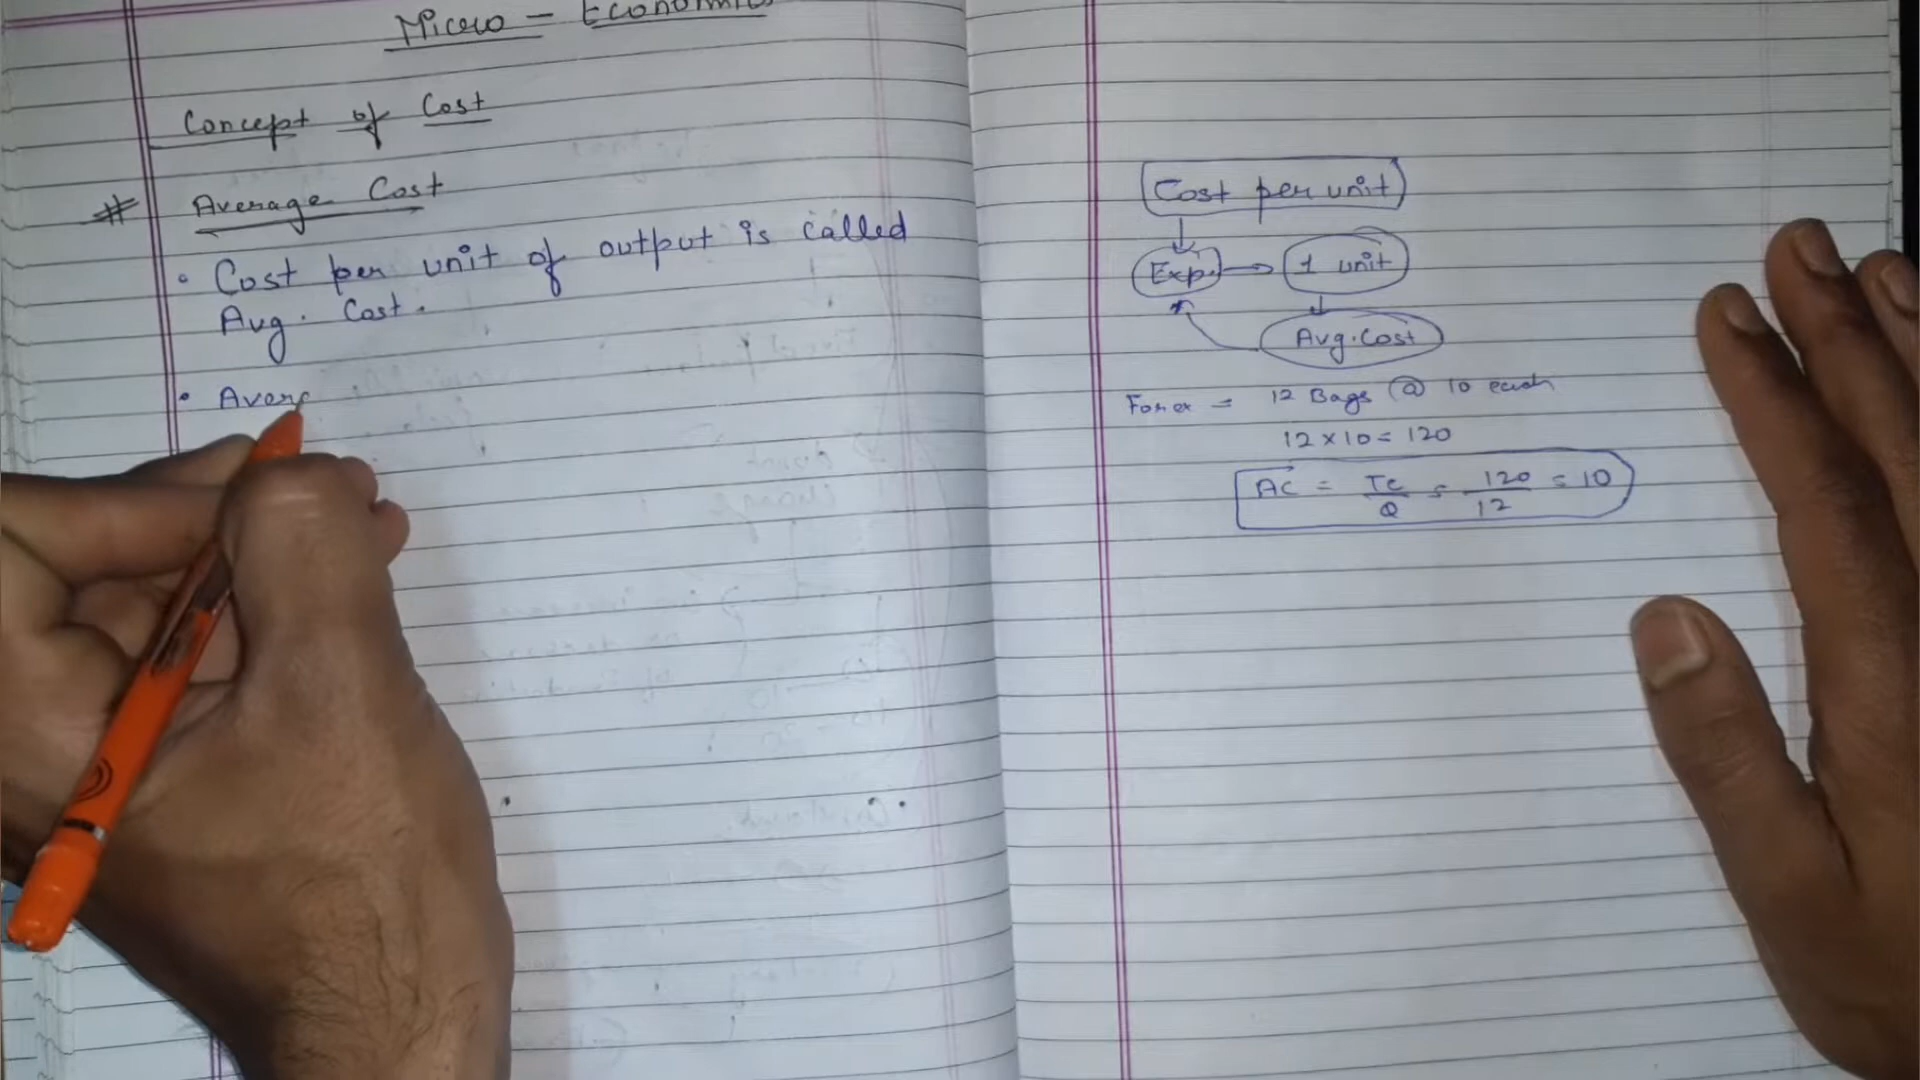 Micro - Economics
Concept of Cost
# Average Cost
• Cost per unit of output is called
Avg. Cost.
• Avera
Cost per unit
Exp. → 1 unit
Avg. Cost
For ex = 12 Bags @ 10 each
12 × 10 = 120
AC = TC/Q = 120/12 = 10